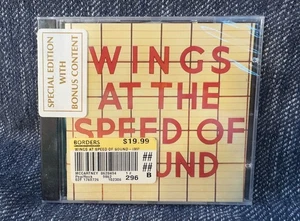 SPECIAL EDITION
WITH
BONUS CONTENT
WINGS
AT THE
SPEED OF
OUND
BORDERS $19.99
WINGS AT SPEED OF SOUND
##
##
B
296